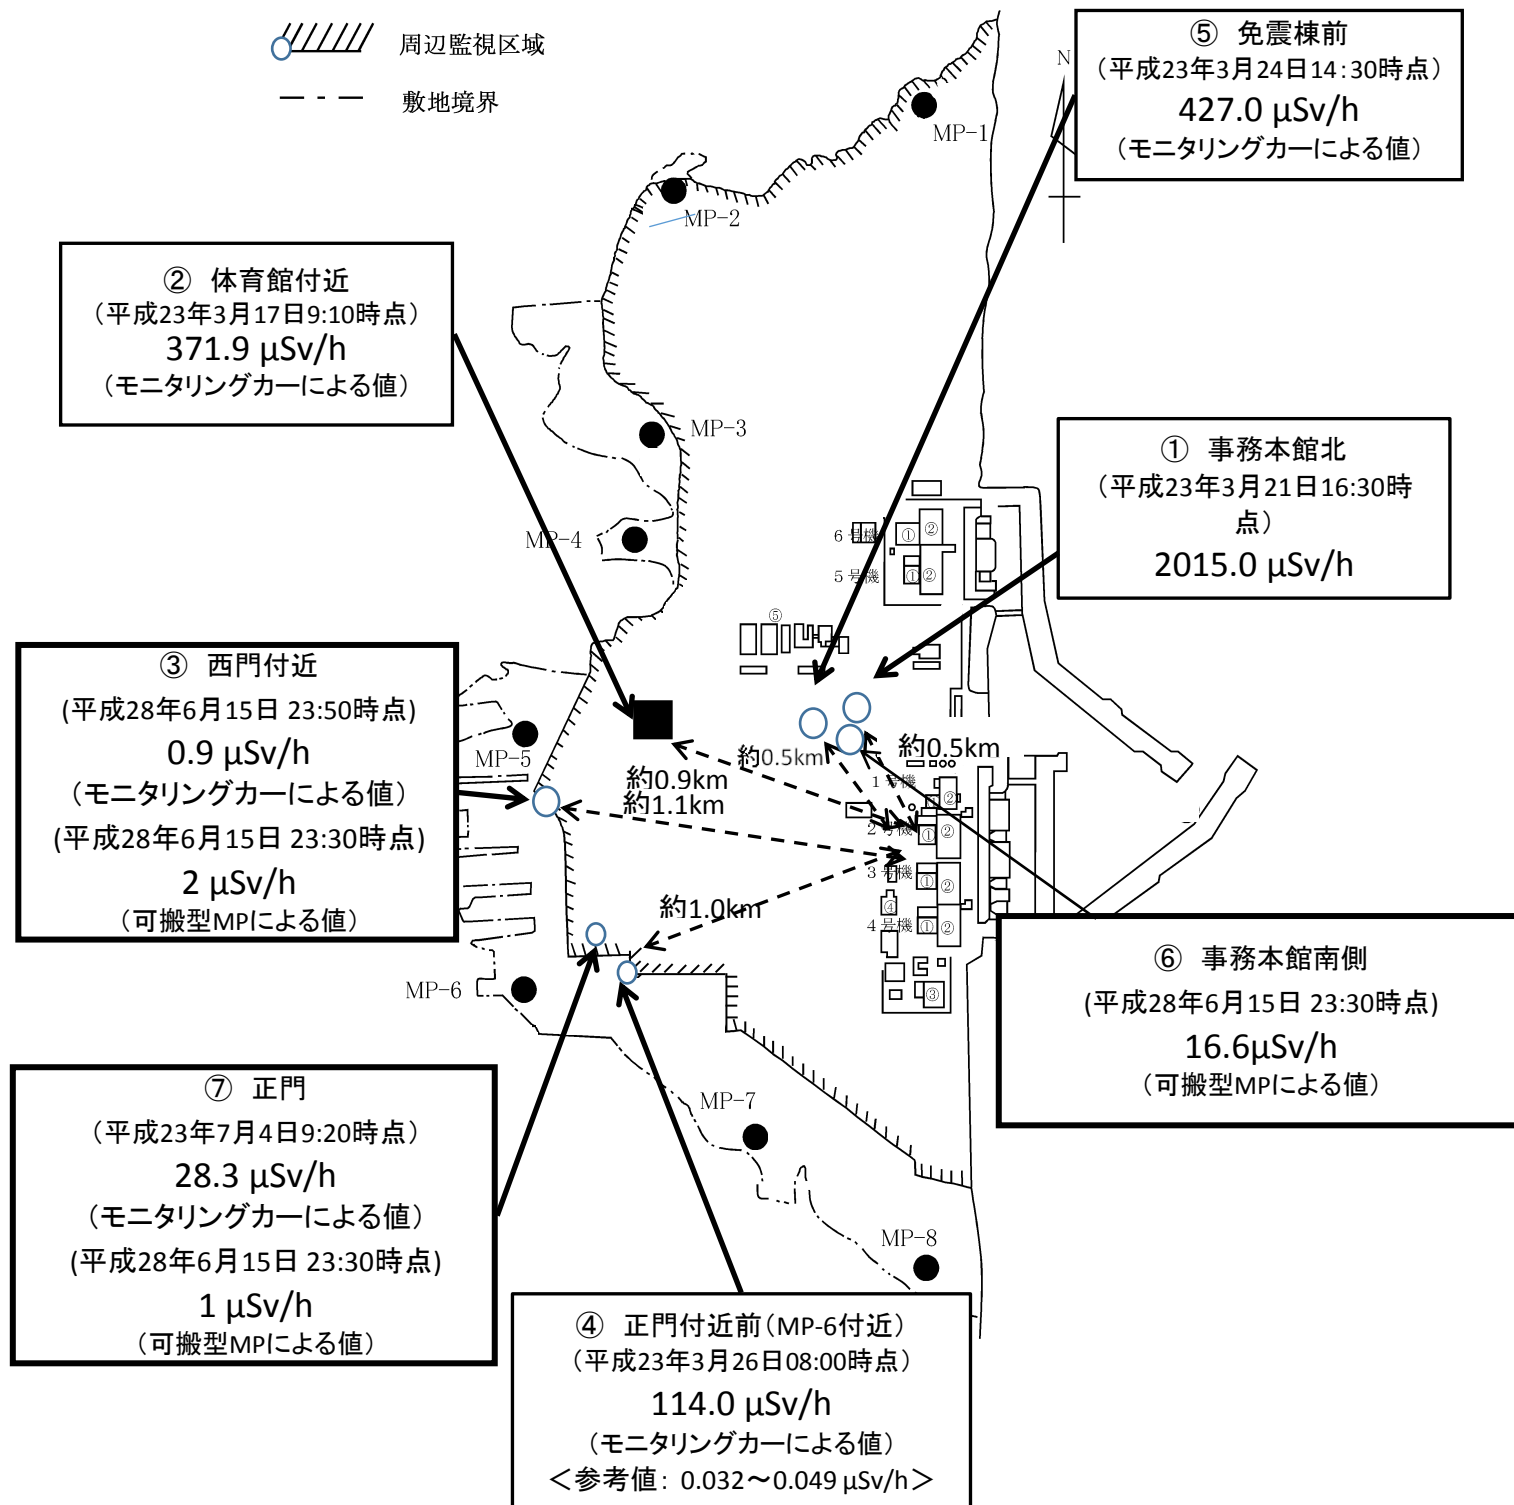 周辺監視区域
敷地境界
N
⑤ 免震棟前
（平成23年3月24日14:30時点）
427.0 μSv/h
（モニタリングカーによる値）
MP-1
MP-2
② 体育館付近
（平成23年3月17日9:10時点）
371.9 μSv/h
（モニタリングカーによる値）
MP-3
① 事務本館北
（平成23年3月21日16:30時
点）
2015.0 μSv/h
MP-4
6号機
①
②
5号機
①
②
⑤
③ 西門付近
(平成28年6月15日 23:50時点)
0.9 μSv/h
（モニタリングカーによる値）
(平成28年6月15日 23:30時点)
2 μSv/h
（可搬型MPによる値）
MP-5
約0.5km
約0.5km
約0.9km
約1.1km
1号機
①
②
2号機
①
②
3号機
①
②
約1.0km
④
4号機
①
②
③
MP-6
⑥ 事務本館南側
(平成28年6月15日 23:30時点)
16.6μSv/h
（可搬型MPによる値）
⑦ 正門
（平成23年7月4日9:20時点）
28.3 μSv/h
（モニタリングカーによる値）
(平成28年6月15日 23:30時点)
1 μSv/h
（可搬型MPによる値）
MP-7
MP-8
④ 正門付近前（MP-6付近）
（平成23年3月26日08:00時点）
114.0 μSv/h
（モニタリングカーによる値）
＜参考値: 0.032～0.049 μSv/h＞